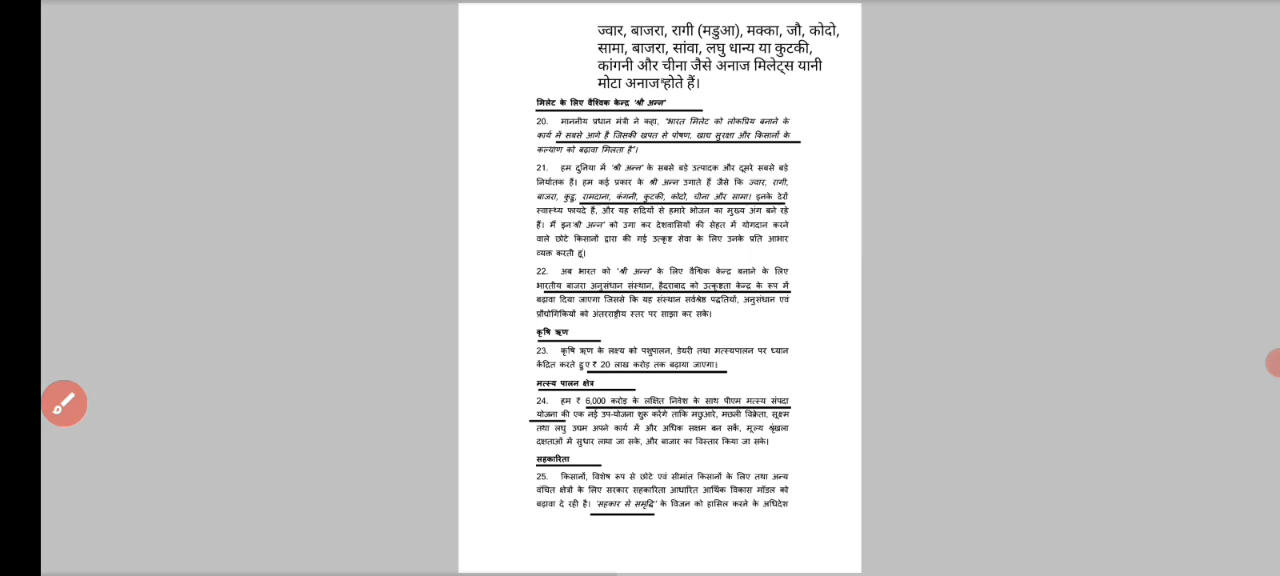 ज्वार, बाजरा, रागी (मडुआ), मक्का, जौ, कोदो,
सामा, बाजरा, सांवा, लघु धान्य या कुटकी,
कांगनी और चीना जैसे अनाज मिलेट्स यानी
मोटा अनाज होते हैं।
मिलेट के लिए वैश्विक केन्द्र 'श्री अन्न'
20. माननीय प्रधान मंत्री ने कहा, "भारत मिलेट को लोकप्रिय बनाने के
कार्य में सबसे आगे है जिसकी खपत से पोषण, खाद्य सुरक्षा और किसानों के
कल्याण को बढ़ावा मिलता है"।
21. हम दुनिया में 'श्री अन्न' के सबसे बड़े उत्पादक और दूसरे सबसे बड़े
निर्यातक हैं। हम कई प्रकार के श्री अन्न उगाते हैं जैसे कि ज्वार, रागी,
बाजरा, कुट्टु, रामदाना, कंगनी, कुटकी, कोदो, चीना और सामा। इनके ढेरों
स्वास्थ्य फायदे हैं, और यह सदियों से हमारे भोजन का मुख्य अंग बने रहे
हैं। मैं इन 'श्री अन्न' को उगा कर देशवासियों की सेहत में योगदान करने
वाले छोटे किसानों द्वारा की गई उत्कृष्ट सेवा के लिए उनके प्रति आभार
व्यक्त करती हूं।
22. अब भारत को 'श्री अन्न' के लिए वैश्विक केन्द्र बनाने के लिए
भारतीय बाजरा अनुसंधान संस्थान, हैदराबाद को उत्कृष्टता केन्द्र के रूप में
बढ़ावा दिया जाएगा जिससे कि यह संस्थान सर्वश्रेष्ठ पद्धतियों, अनुसंधान एवं
प्रौद्योगिकियों को अंतरराष्ट्रीय स्तर पर साझा कर सके।
कृषि ऋण
23. कृषि ऋण के लक्ष्य को पशुपालन, डेयरी तथा मत्स्यपालन पर ध्यान
केंद्रित करते हुए ₹ 20 लाख करोड़ तक बढ़ाया जाएगा।
मत्स्य पालन क्षेत्र
24. हम ₹ 6,000 करोड़ के लक्षित निवेश के साथ पीएम मत्स्य संपदा
योजना की एक नई उप-योजना शुरू करेंगे ताकि मछुआरे, मछली विक्रेता, सूक्ष्म
तथा लघु उद्यम अपने कार्य में और अधिक सक्षम बन सकें, मूल्य श्रृंखला
दक्षताओं में सुधार लाया जा सके, और बाजार का विस्तार किया जा सके।
सहकारिता
25. किसानों, विशेष रूप से छोटे एवं सीमांत किसानों के लिए तथा अन्य
वंचित क्षेत्रों के लिए सरकार सहकारिता आधारित आर्थिक विकास मॉडल को
बढ़ावा दे रही है। 'सहकार से समृद्धि' के विजन को हासिल करने के अधिदेश